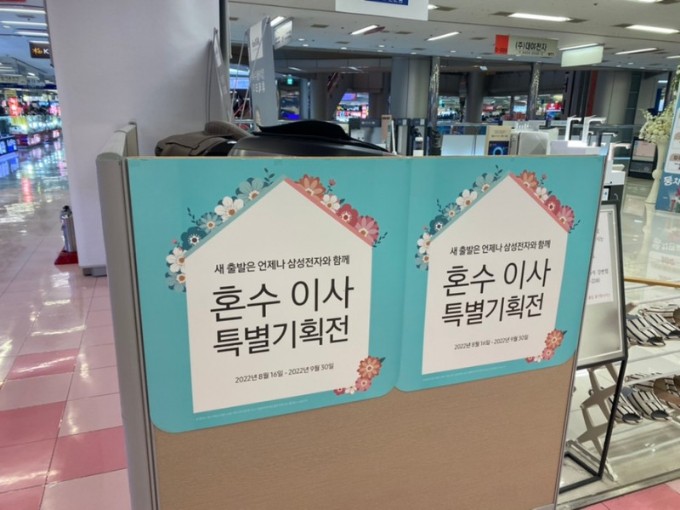 (주)대여전자
새 출발은 언제나 삼성전자와 함께
혼수 이사
특별기획전
2022년 8월 16일 - 2022년 9월 30일
새 출발은 언제나 삼성전자와 함께
혼수 이사
특별기획전
2022년 8월 16일 - 2022년 9월 30일